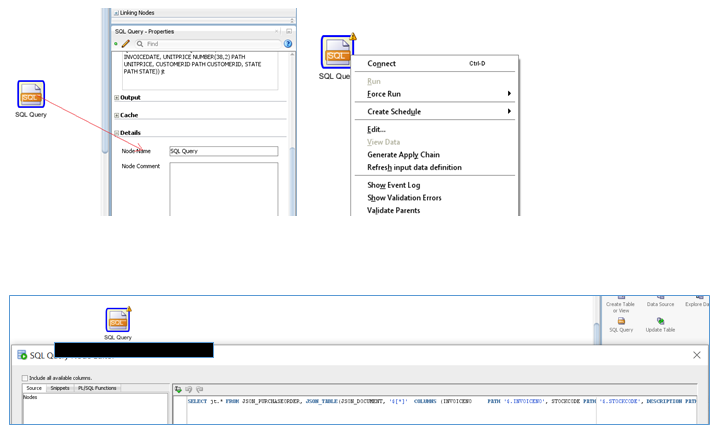 Linking Nodes
SQL Query - Properties
Find
INVOICEDATE, UNITPRICE NUMBER(38,2) PATH
UNITPRICE, CUSTOMERID PATH CUSTOMERID, STATE
PATH STATE)) jt
Output
Cache
Details
Node Name
SQL Query
Node Comment
SQL
SQL Query
SQL
SQL Que
Connect Ctrl-D
Run
Force Run
Create Schedule
Edit...
View Data
Generate Apply Chain
Refresh input data definition
Show Event Log
Show Validation Errors
Validate Parents
SQL
SQL Query
Create Table
or View
Data Source
Explore Da
SQL Query
Update Table
SQL Qu
Include all available columns.
Source Snippets PL/SQL Functions
Nodes
SELECT jt.* FROM JSON_PURCHASEORDER, JSON_TABLE(JSON_DOCUMENT, '$[*]' COLUMNS (INVOICENO PATH '$.INVOICENO', STOCKCODE PATH '$.STOCKCODE', DESCRIPTION PATH